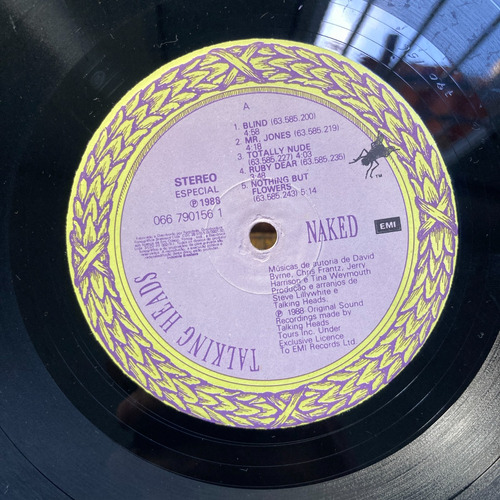 A
1. BLIND (63.585.200)
4:58
2. MR. JONES (63.585.219)
4:18
3. TOTALLY NUDE
(63.585.227) 4:03
4. RUBY DEAR (63.585.235)
3:48
5. NOTHING BUT
FLOWERS
(63.585.243) 5:14
STEREO
ESPECIAL
℗ 1988
066 790156 1
TM
EMI
NAKED
TALKING HEADS
Músicas de autoria de David
Byrne, Chris Frantz, Jerry
Harrison e Tina Weymouth
Produção e arranjos de
Steve Lillywhite e
Talking Heads.
℗ 1988 Original Sound
Recordings made by
Talking Heads
Tours Inc. Under
Exclusive Licence
To EMI Records Ltd